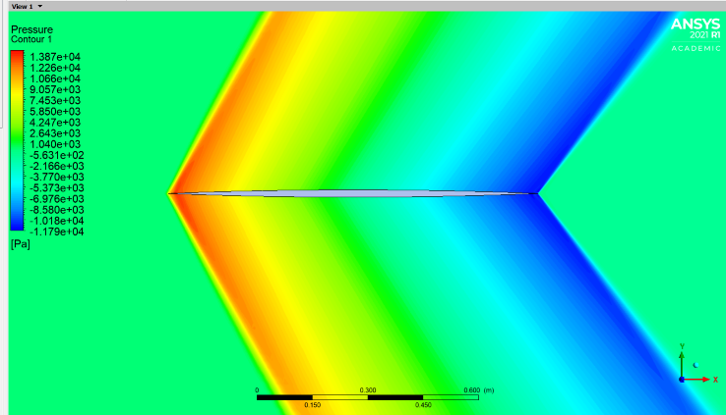 View 1
Pressure
Contour 1
1.387e+04
1.226e+04
1.066e+04
9.057e+03
7.453e+03
5.850e+03
4.247e+03
2.643e+03
1.040e+03
-5.631e+02
-2.166e+03
-3.770e+03
-5.373e+03
-6.976e+03
-8.580e+03
-1.018e+04
-1.179e+04
[Pa]
ANSYS
2021 R1
ACADEMIC
0 0.300 0.600 (m)
0.150 0.450
Y
X